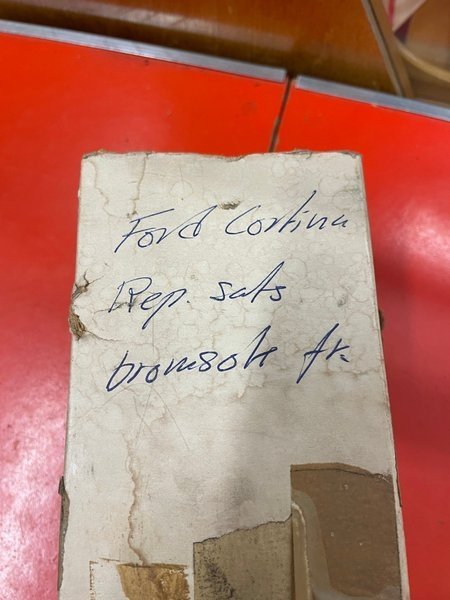 Ford Cortina
Rep. sats
bromsok fr.